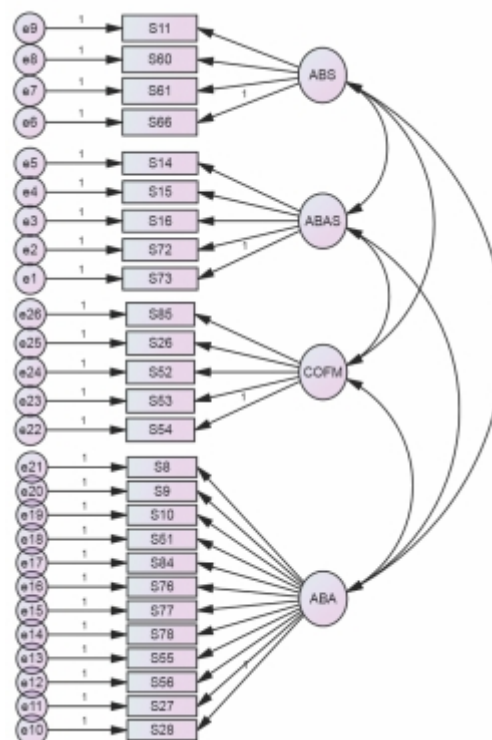 e9 1 S11
e8 1 S60 ABS
e7 1 S61
e6 1 S66 1
e5 1 S14
e4 1 S15
e3 1 S16 ABAS
e2 1 S72
e1 1 S73 1
e26 1 S85
e25 1 S26
e24 1 S52 COFM
e23 1 S53
e22 1 S54 1
e21 1 S8
e20 1 S9
e19 1 S10
e18 1 S51
e17 1 S84
e16 1 S76 ABA
e15 1 S77
e14 1 S78
e13 1 S55
e12 1 S56 1
e11 1 S27
e10 1 S28